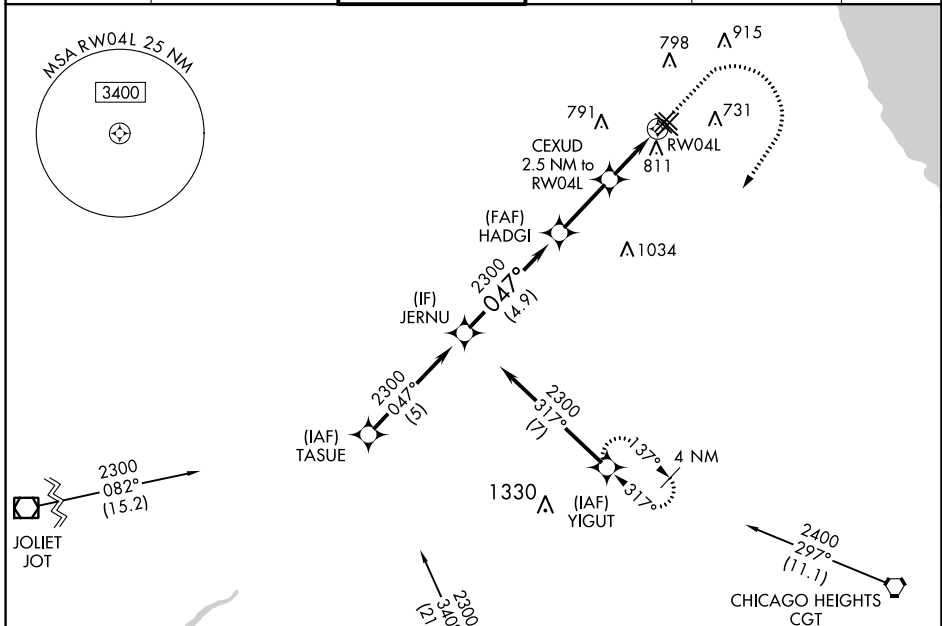 MSA RW04L 25 NM
3400
798
915
791
731
RW04L
811
CEXUD
2.5 NM to
RW04L
(FAF)
HADGI
1034
2300
047°
(4.9)
(IF)
JERNU
2300
047°
(5)
(IAF)
TASUE
2300
317°
(7)
137°
4 NM
317°
1330
(IAF)
YIGUT
2300
082°
(15.2)
JOLIET
JOT
2400
297°
(11.1)
CHICAGO HEIGHTS
CGT
2300
340°
(21